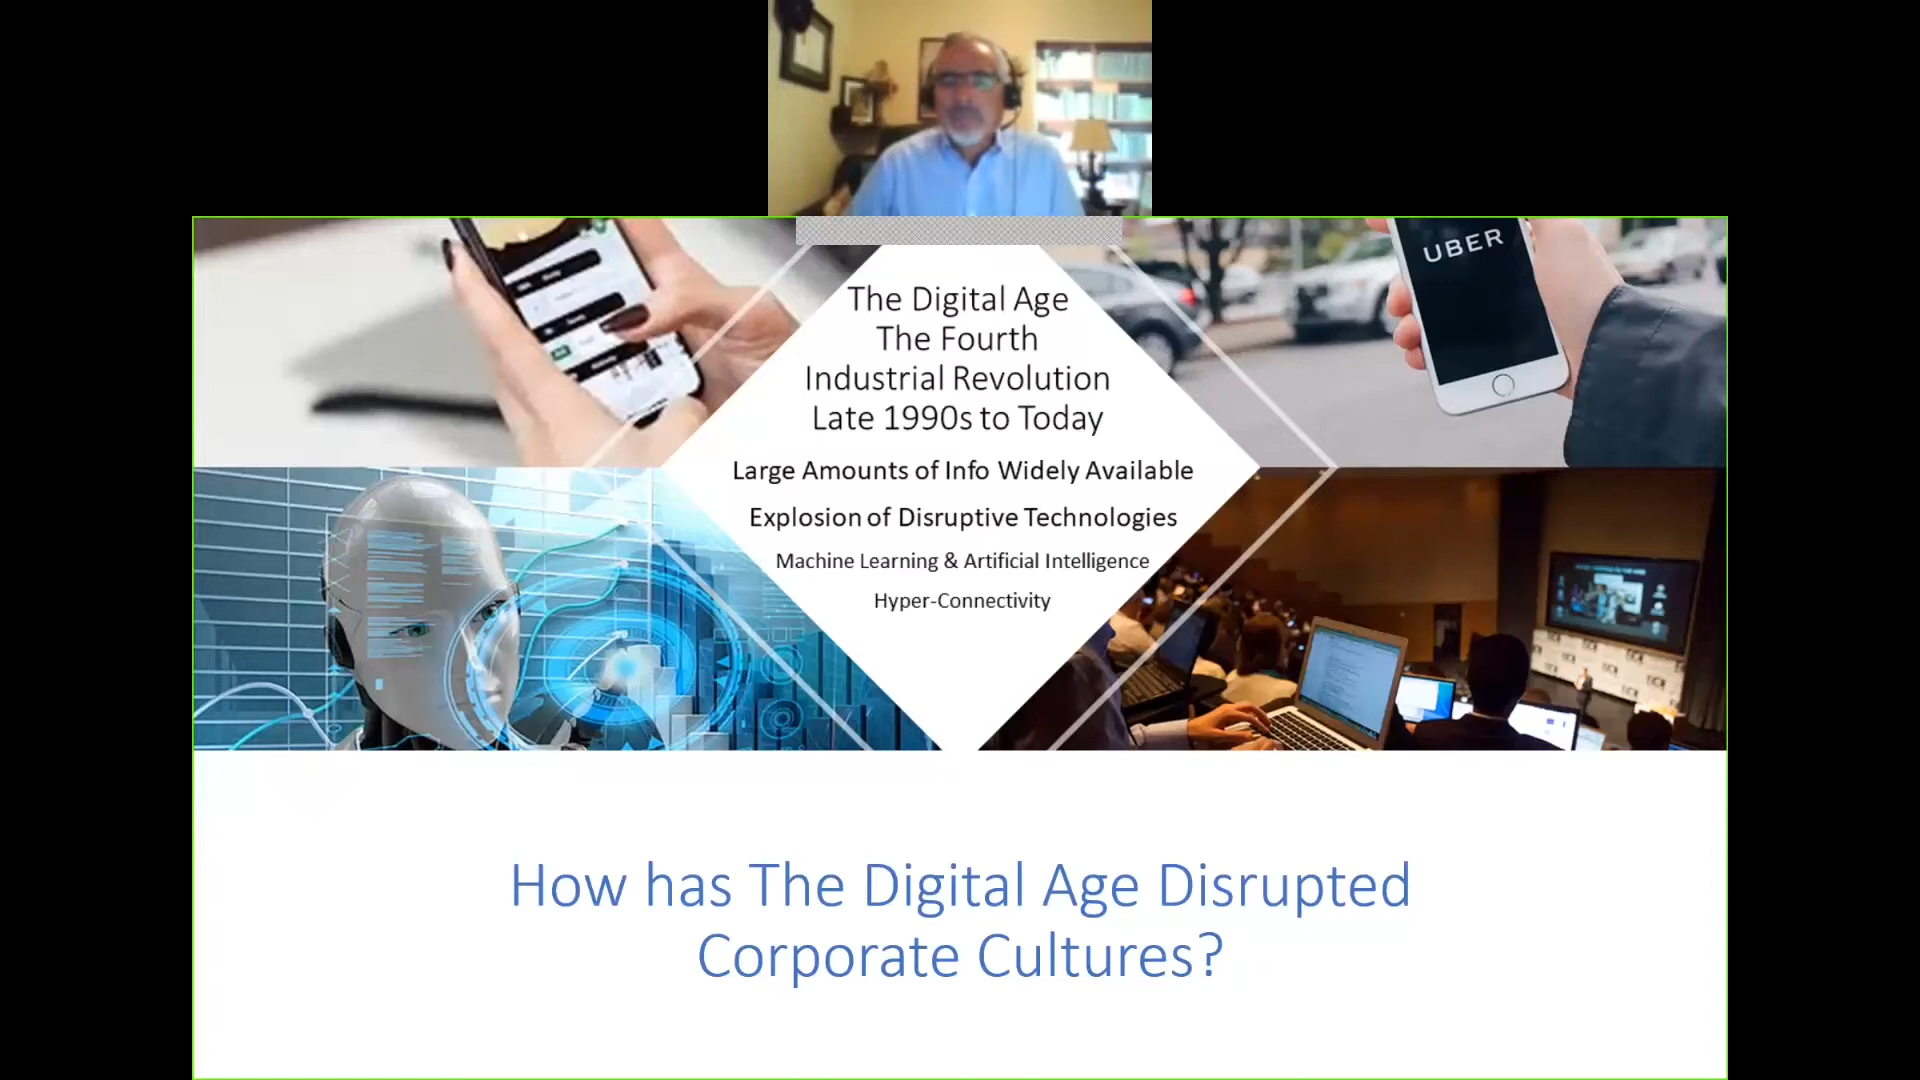 UBER
The Digital Age
The Fourth
Industrial Revolution
Late 1990s to Today
Large Amounts of Info Widely Available
Explosion of Disruptive Technologies
Machine Learning & Artificial Intelligence
Hyper-Connectivity
How has The Digital Age Disrupted
Corporate Cultures?